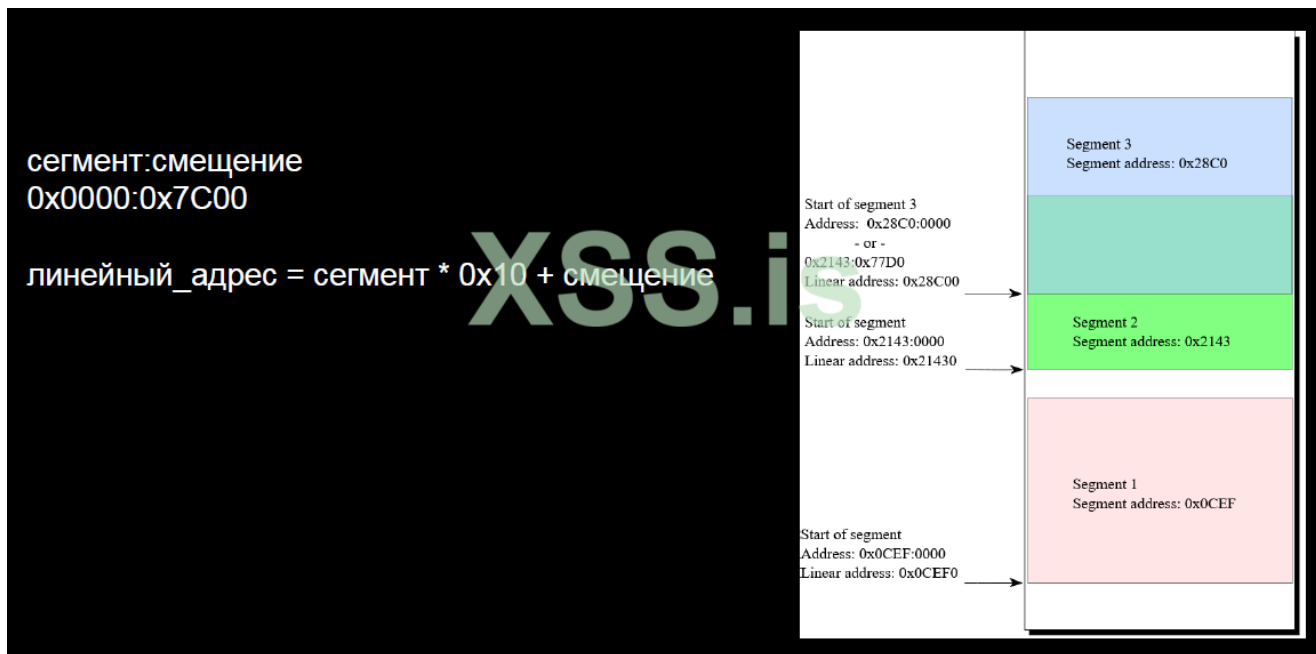 сегмент:смещение
0x0000:0x7C00
линейный_адрес = сегмент * 0x10 + смещение
XSS.is
Segment 3
Segment address: 0x28C0
Start of segment 3
Address: 0x28C0:0000
- or -
0x2143:0x77D0
Linear address: 0x28C00
Start of segment
Address: 0x2143:0000
Linear address: 0x21430
Segment 2
Segment address: 0x2143
Segment 1
Segment address: 0x0CEF
Start of segment
Address: 0x0CEF:0000
Linear address: 0x0CEF0